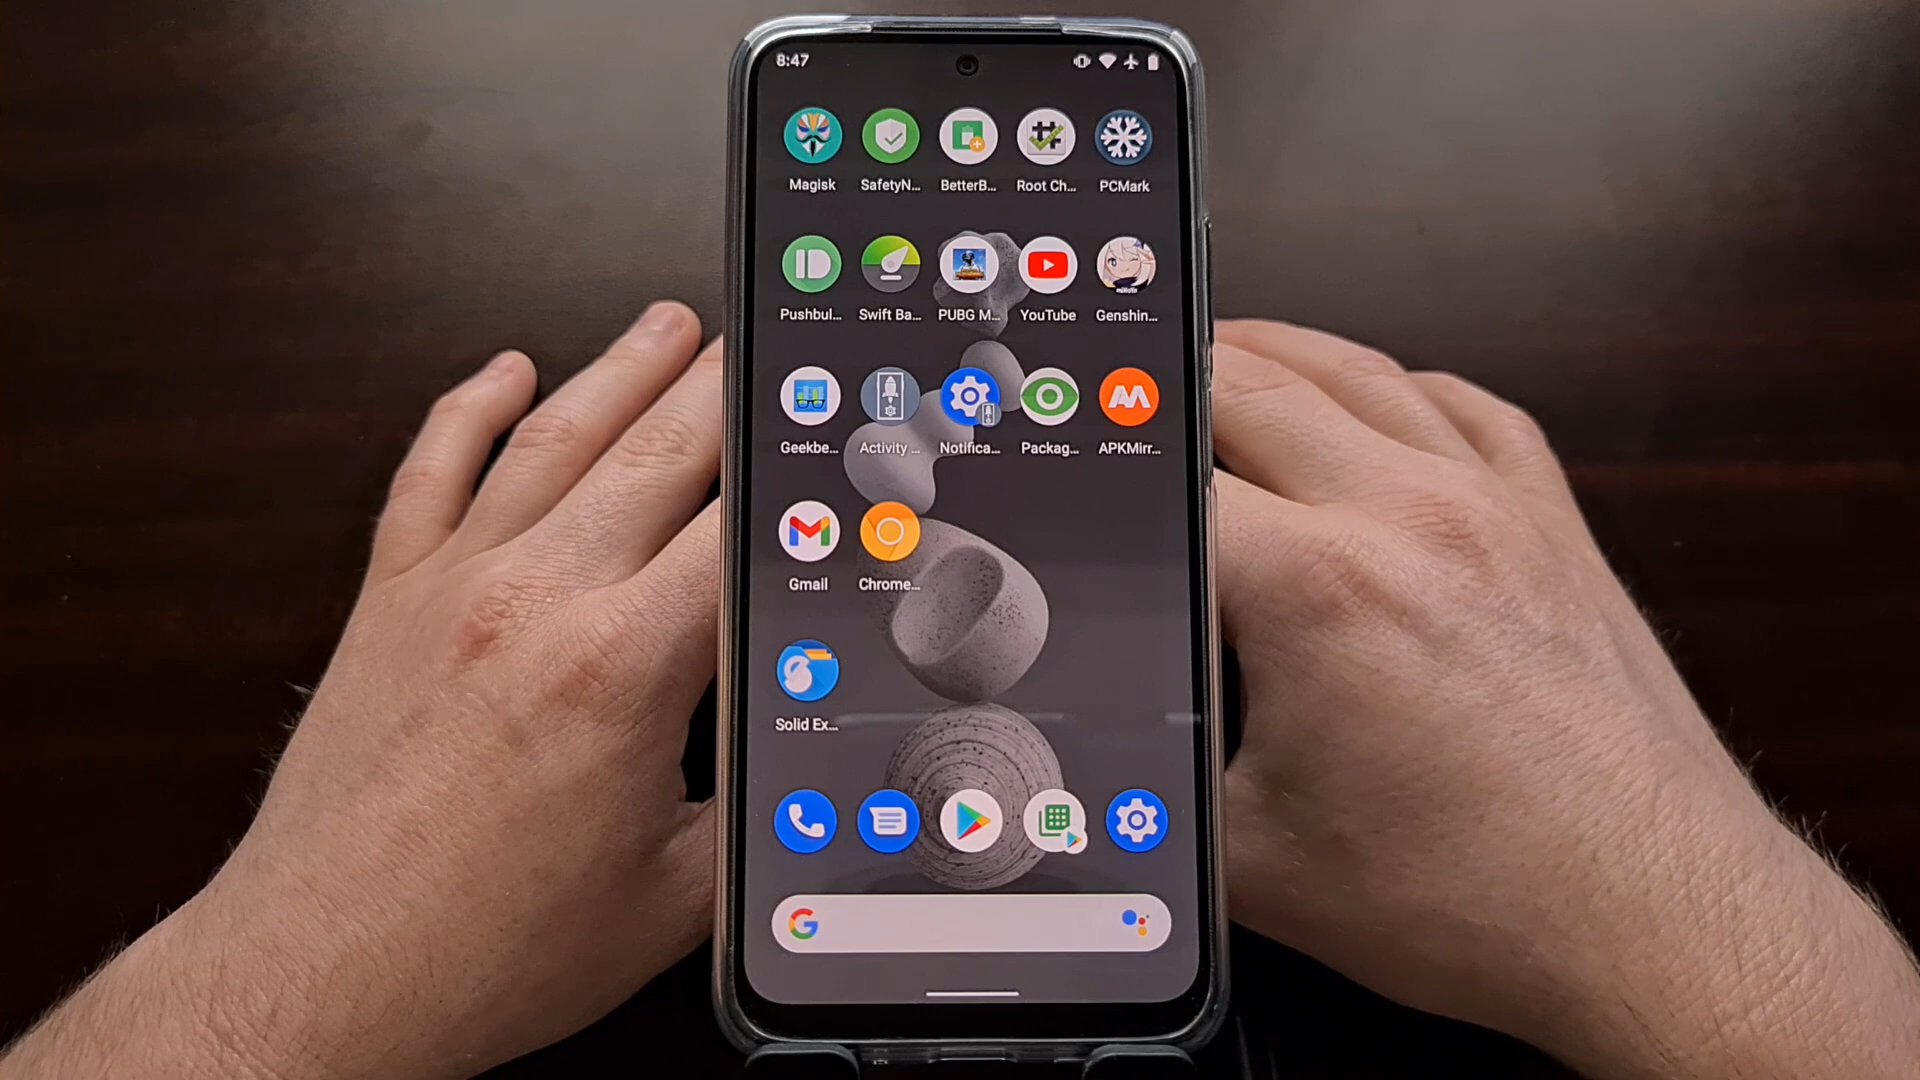 8:47
Magisk SafetyN... BetterB... Root Ch... PCMark
Pushbul... Swift Ba... PUBG M... YouTube Genshin...
Geekbe... Activity ... Notifica... Packag... APKMirr...
Gmail Chrome...
Solid Ex...